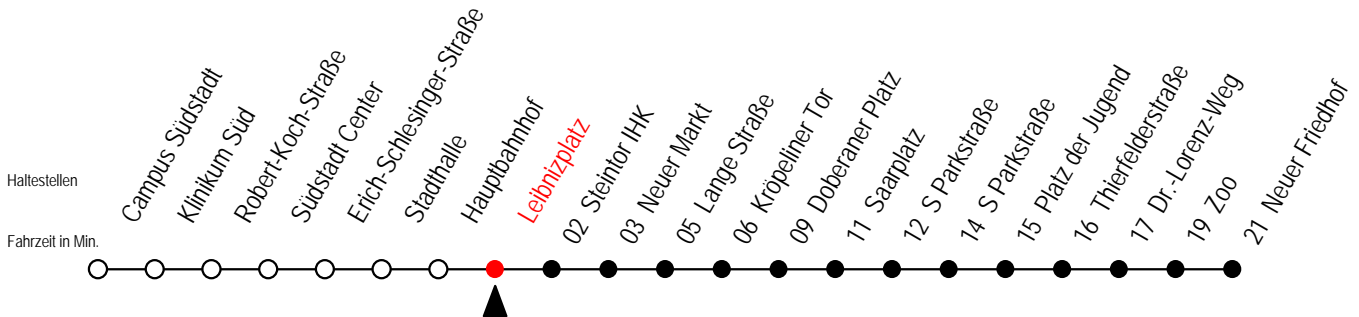 Haltestellen
Fahrzeit in Min.
Campus Südstadt
Klinikum Süd
Robert-Koch-Straße
Südstadt Center
Erich-Schlesinger-Straße
Stadthalle
Hauptbahnhof
Leibnizplatz
02 Steintor IHK
03 Neuer Markt
05 Lange Straße
06 Kröpeliner Tor
09 Doberaner Platz
11 Saarplatz
12 S Parkstraße
14 S Parkstraße
15 Platz der Jugend
16 Thierfelderstraße
17 Dr.-Lorenz-Weg
19 Zoo
21 Neuer Friedhof